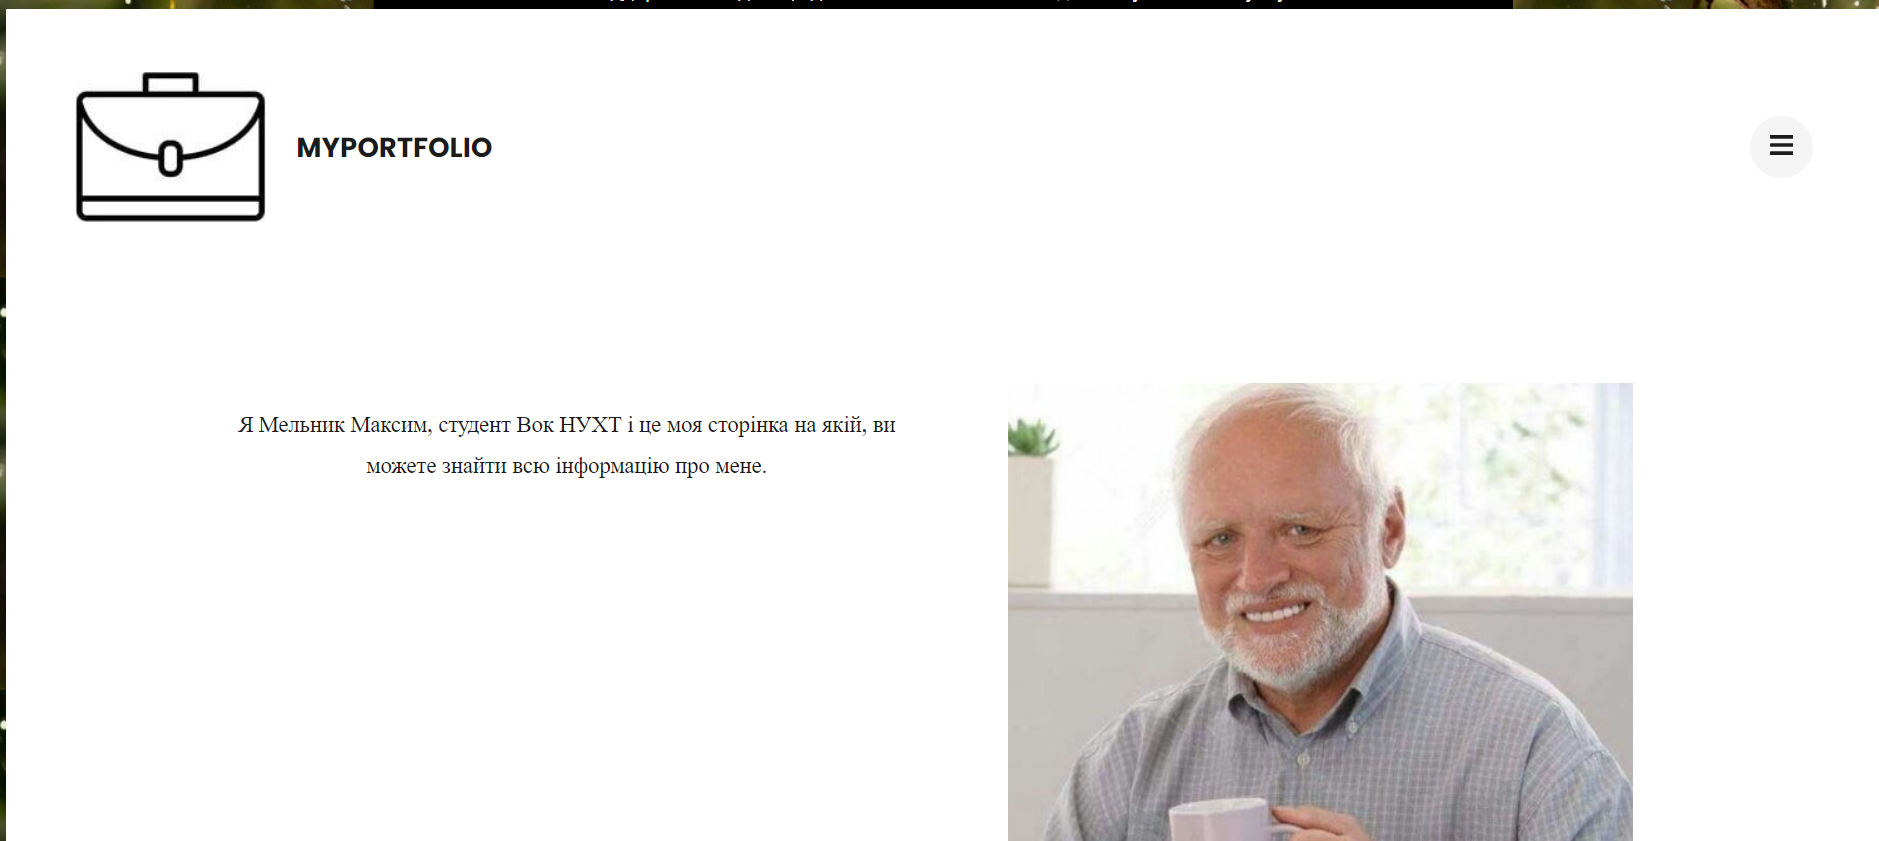 MYPORTFOLIO
Я Мельник Максим, студент Вок НУХТ і це моя сторінка на якій, ви
можете знайти всю інформацію про мене.